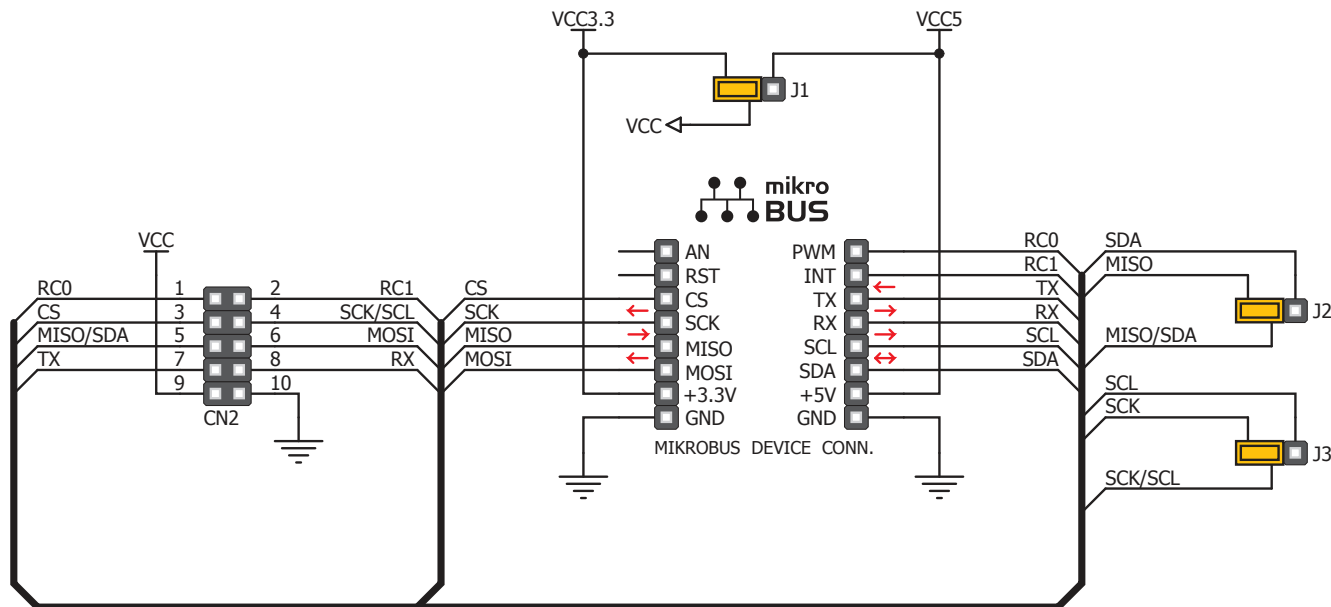 VCC3.3 VCC5
J1
VCC
mikro
BUS
VCC
AN PWM RC0 SDA
RST INT RC1 MISO
RC0 1 2 RC1 CS CS TX TX
CS 3 4 SCK/SCL SCK SCK RX RX J2
MISO/SDA 5 6 MOSI MISO MISO SCL SCL MISO/SDA
TX 7 8 RX MOSI MOSI SDA SDA
9 10 +3.3V +5V SCL
CN2 GND GND SCK
MIKROBUS DEVICE CONN. J3
SCK/SCL